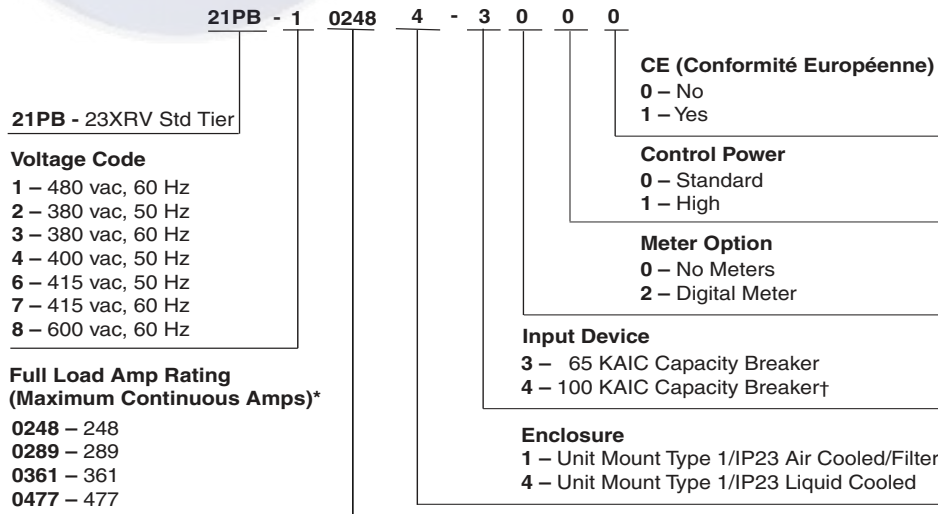 21PB - 1 0248 4 - 3 0 0 0
21PB - 23XRV Std Tier
Voltage Code
1 – 480 vac, 60 Hz
2 – 380 vac, 50 Hz
3 – 380 vac, 60 Hz
4 – 400 vac, 50 Hz
6 – 415 vac, 50 Hz
7 – 415 vac, 60 Hz
8 – 600 vac, 60 Hz
Full Load Amp Rating
(Maximum Continuous Amps)*
0248 – 248
0289 – 289
0361 – 361
0477 – 477
CE (Conformité Européenne)
0 – No
1 – Yes
Control Power
0 – Standard
1 – High
Meter Option
0 – No Meters
2 – Digital Meter
Input Device
3 – 65 KAIC Capacity Breaker
4 – 100 KAIC Capacity Breaker†
Enclosure
1 – Unit Mount Type 1/IP23 Air Cooled/Filter
4 – Unit Mount Type 1/IP23 Liquid Cooled